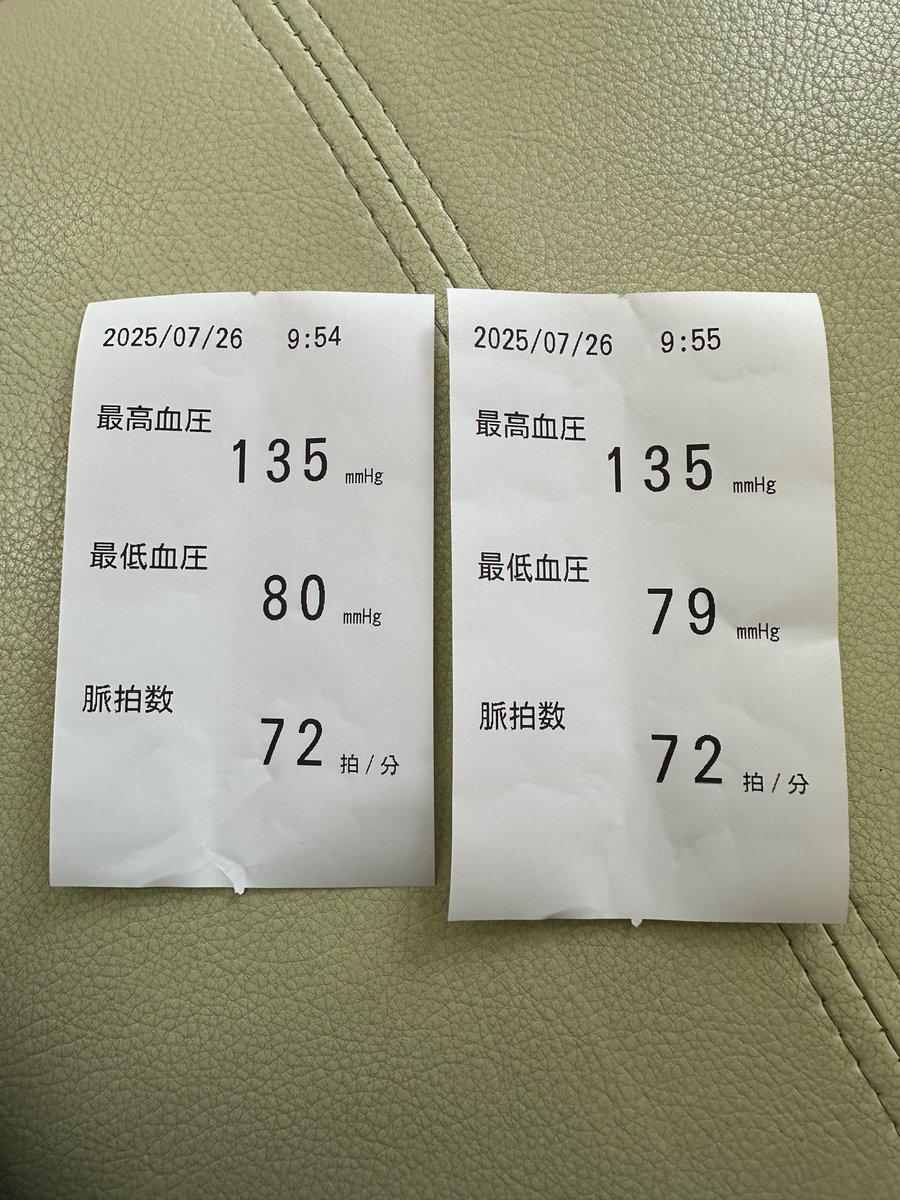 2025/07/26 9:54
最高血圧
135 mmHg
最低血圧
80 mmHg
脈拍数
72 拍/分
2025/07/26 9:55
最高血圧
135 mmHg
最低血圧
79 mmHg
脈拍数
72 拍/分